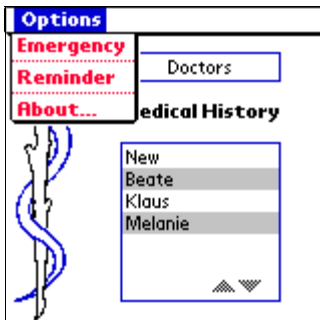 Options
Emergency
Reminder
About...
Doctors
edical History
New
Beate
Klaus
Melanie